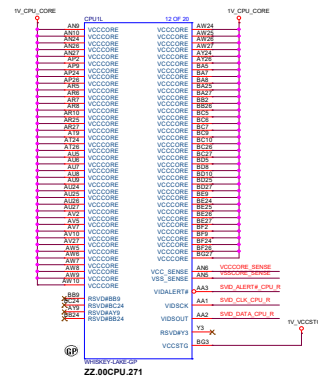 1V_CPU_CORE 1V_CPU_CORE
CPU1L 12 OF 20
AN9 VCCCORE VCCCORE AW24
AN10 VCCCORE VCCCORE AW25
AN24 VCCCORE VCCCORE AW26
AN26 VCCCORE VCCCORE AW27
AN27 VCCCORE VCCCORE AY24
AP2 VCCCORE VCCCORE AY26
AP9 VCCCORE VCCCORE BA5
AP24 VCCCORE VCCCORE BA7
AP26 VCCCORE VCCCORE BA8
AR5 VCCCORE VCCCORE BA25
AR6 VCCCORE VCCCORE BA27
AR7 VCCCORE VCCCORE BB2
AR8 VCCCORE VCCCORE BB26
AR10 VCCCORE VCCCORE BC5
AR25 VCCCORE VCCCORE BC6
AR27 VCCCORE VCCCORE BC7
AT9 VCCCORE VCCCORE BC9
AT24 VCCCORE VCCCORE BC10
AT26 VCCCORE VCCCORE BC26
AU5 VCCCORE VCCCORE BC27
AU6 VCCCORE VCCCORE BD5
AU7 VCCCORE VCCCORE BD8
AU8 VCCCORE VCCCORE BD10
AU9 VCCCORE VCCCORE BD25
AU24 VCCCORE VCCCORE BD27
AU25 VCCCORE VCCCORE BE9
AU26 VCCCORE VCCCORE BE24
AU27 VCCCORE VCCCORE BE25
AV2 VCCCORE VCCCORE BE26
AV5 VCCCORE VCCCORE BE27
AV7 VCCCORE VCCCORE BF2
AV10 VCCCORE VCCCORE BF9
AV27 VCCCORE VCCCORE BF24
AW5 VCCCORE VCCCORE BF26
AW6 VCCCORE VCCCORE BG27
AW7 VCCCORE
AW8 VCCCORE VCC_SENSE AN6 VCCCORE_SENSE
AW9 VCCCORE VSS_SENSE AN5 VSSCORE_SENSE
AW10 VCCCORE
VIDALERT# AA3 SVID_ALERT#_CPU_R
BB9 RSVD#BB9
BC24 RSVD#BC24 VIDSCK AA1 SVID_CLK_CPU_R
AY9 RSVD#AY9
BB24 RSVD#BB24 VIDSOUT AA2 SVID_DATA_CPU_R
RSVD#Y3 Y3
1V_VCCSTG
VCCSTG BG3
GP
WHISKEY-LAKE-GP
ZZ.00CPU.271